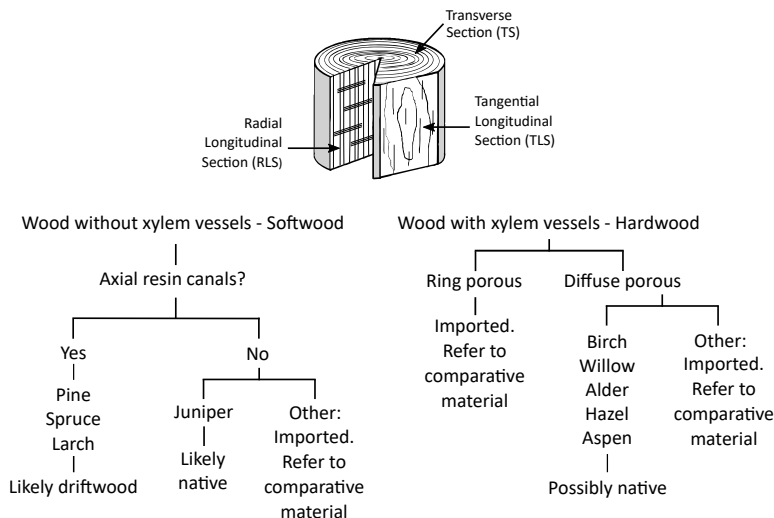 Transverse
Section (TS)
Radial
Longitudinal
Section (RLS)
Tangential
Longitudinal
Section (TLS)
Wood without xylem vessels - Softwood
Axial resin canals?
Yes
No
Pine
Spruce
Larch
Likely driftwood
Juniper
Likely
native
Other:
Imported.
Refer to
comparative
material
Wood with xylem vessels - Hardwood
Ring porous
Diffuse porous
Imported.
Refer to
comparative
material
Birch
Willow
Alder
Hazel
Aspen
Possibly native
Other:
Imported.
Refer to
comparative
material